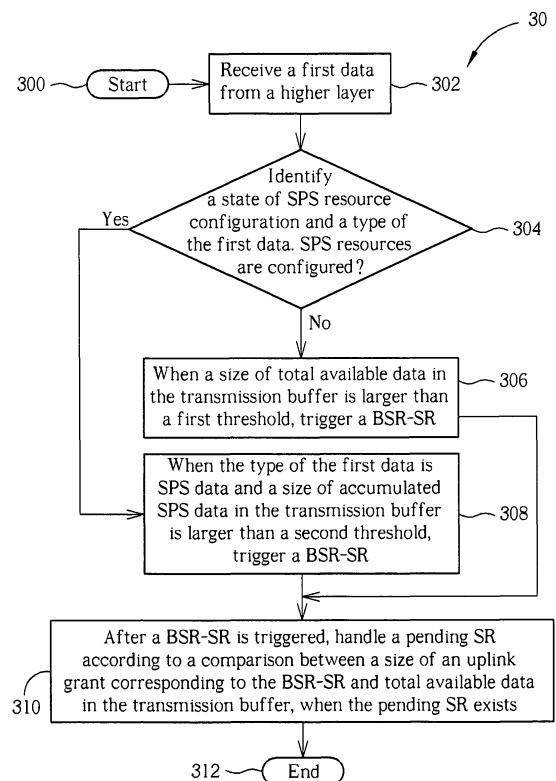 30
300
Start
Receive a first data
from a higher layer
302
Identify
a state of SPS resource
configuration and a type of
the first data. SPS resources
are configured?
304
Yes
No
When a size of total available data in
the transmission buffer is larger than
a first threshold, trigger a BSR-SR
306
When the type of the first data is
SPS data and a size of accumulated
SPS data in the transmission buffer
is larger than a second threshold,
trigger a BSR-SR
308
After a BSR-SR is triggered, handle a pending SR
according to a comparison between a size of an uplink
grant corresponding to the BSR-SR and total available data
in the transmission buffer, when the pending SR exists
310
312
End